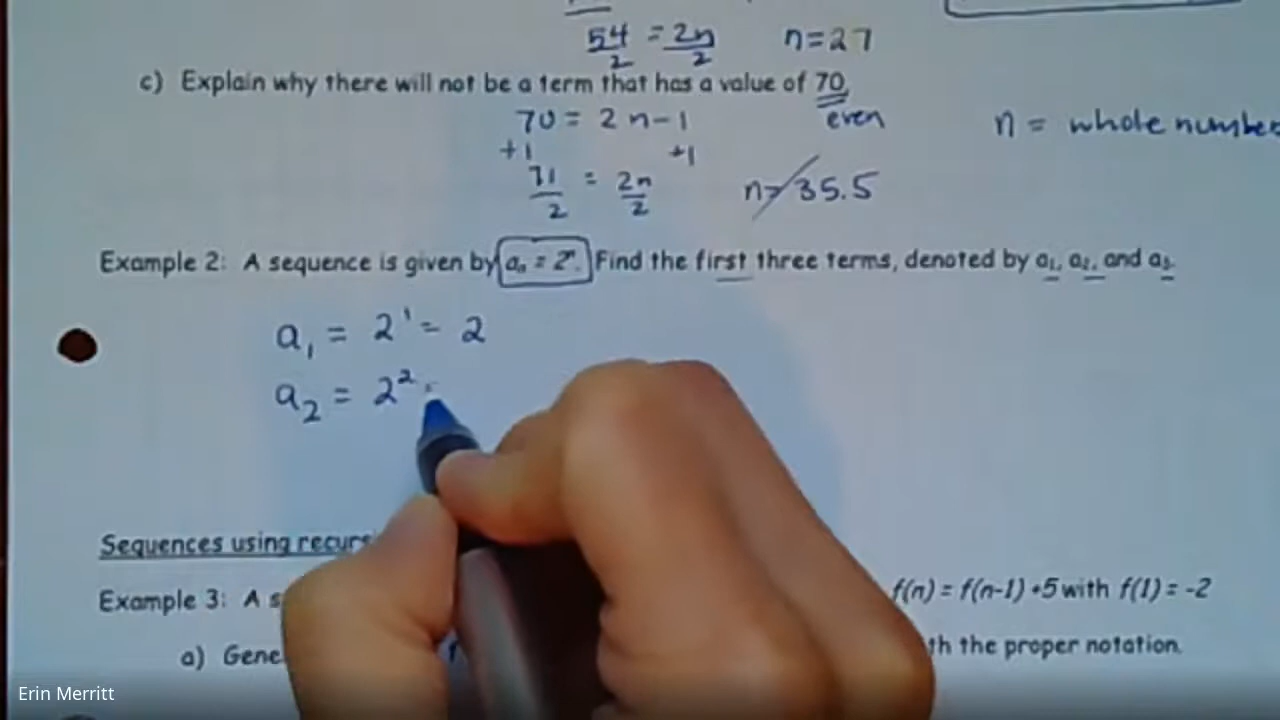 54/2 = 2n/2 n=27
c) Explain why there will not be a term that has a value of 70.
70 = 2n-1 even n = whole number
+1 +1
71/2 = 2n/2 n=35.5
Example 2: A sequence is given by aₙ = 2ⁿ. Find the first three terms, denoted by a₁, a₂, and a₃.
a₁ = 2¹ = 2
a₂ = 2²
Sequences using
Example 3: A f(n) = f(n-1) +5 with f(1) = -2
a) the proper notation.
Erin Merritt